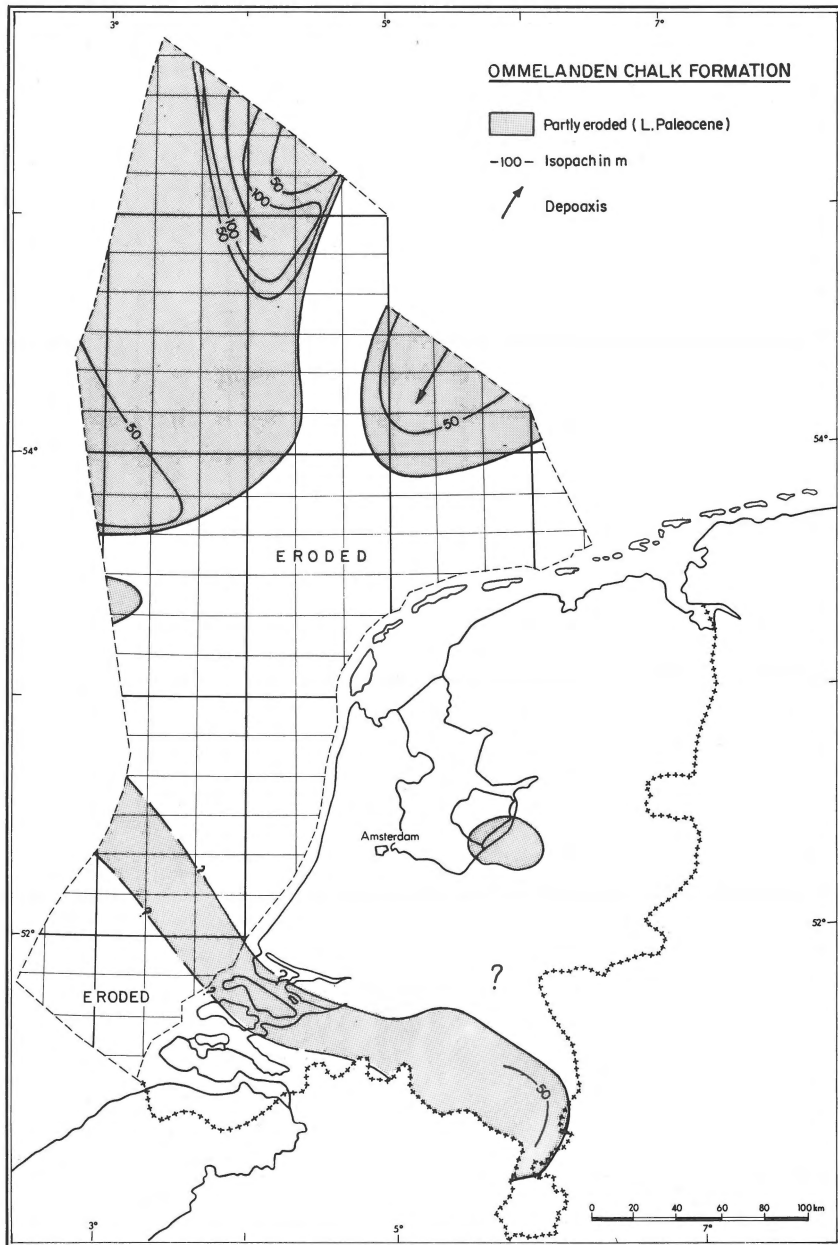 3° 5° 7°
OMMELANDEN CHALK FORMATION
Partly eroded (L. Paleocene)
-100- Isopach in m
Depoaxis
50
100
100
50
50
50
54° 54°
ERODED
Amsterdam
?
?
52° 52°
?
?
0
?
ERODED
50
0 20 40 60 80 100 km
3° 5° 7°